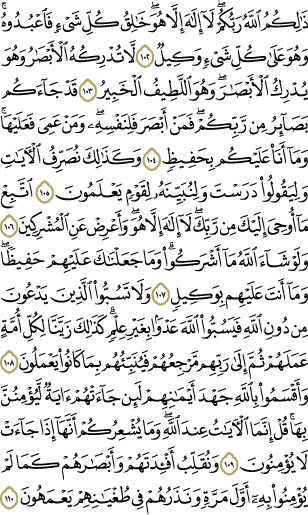 ذَٰلِكُمُ ٱللَّهُ رَبُّكُمۡۖ لَآ إِلَٰهَ إِلَّا هُوَۖ خَٰلِقُ كُلِّ شَيۡءٖ فَٱعۡبُدُوهُۚ
وَهُوَ عَلَىٰ كُلِّ شَيۡءٖ وَكِيلٞ ١٠٢ لَّا تُدۡرِكُهُ ٱلۡأَبۡصَٰرُ وَهُوَ
يُدۡرِكُ ٱلۡأَبۡصَٰرَۖ وَهُوَ ٱللَّطِيفُ ٱلۡخَبِيرُ ١٠٣ قَدۡ جَآءَكُم
بَصَآئِرُ مِن رَّبِّكُمۡۖ فَمَنۡ أَبۡصَرَ فَلِنَفۡسِهِۦۖ وَمَنۡ عَمِيَ فَعَلَيۡهَاۚ
وَمَآ أَنَا۠ عَلَيۡكُم بِحَفِيظٖ ١٠٤ وَكَذَٰلِكَ نُصَرِّفُ ٱلۡأٓيَٰتِ
وَلِيَقُولُواْ دَرَسۡتَ وَلِنُبَيِّنَهُۥ لِقَوۡمٖ يَعۡلَمُونَ ١٠٥ ٱتَّبِعۡ
مَآ أُوحِيَ إِلَيۡكَ مِن رَّبِّكَۖ لَآ إِلَٰهَ إِلَّا هُوَۖ وَأَعۡرِضۡ عَنِ ٱلۡمُشۡرِكِينَ ١٠٦
وَلَوۡ شَآءَ ٱللَّهُ مَآ أَشۡرَكُواْۗ وَمَا جَعَلۡنَٰكَ عَلَيۡهِمۡ حَفِيظٗاۖ
وَمَآ أَنتَ عَلَيۡهِم بِوَكِيلٖ ١٠٧ وَلَا تَسُبُّواْ ٱلَّذِينَ يَدۡعُونَ
مِن دُونِ ٱللَّهِ فَيَسُبُّواْ ٱللَّهَ عَدۡوَۢا بِغَيۡرِ عِلۡمٖۗ كَذَٰلِكَ زَيَّنَّا لِكُلِّ أُمَّةٍ
عَمَلَهُمۡ ثُمَّ إِلَىٰ رَبِّهِم مَّرۡجِعُهُمۡ فَيُنَبِّئُهُم بِمَا كَانُواْ يَعۡمَلُونَ ١٠٨
وَأَقۡسَمُواْ بِٱللَّهِ جَهۡدَ أَيۡمَٰنِهِمۡ لَئِن جَآءَتۡهُمۡ ءَايَةٞ لَّيُؤۡمِنُنَّ
بِهَاۚ قُلۡ إِنَّمَا ٱلۡأٓيَٰتُ عِندَ ٱللَّهِۖ وَمَا يُشۡعِرُكُمۡ أَنَّهَآ إِذَا جَآءَتۡ
لَا يُؤۡمِنُونَ ١٠٩ وَنُقَلِّبُ أَفۡـِٔدَتَهُمۡ وَأَبۡصَٰرَهُمۡ كَمَا لَمۡ
يُؤۡمِنُواْ بِهِۦٓ أَوَّلَ مَرَّةٖ وَنَذَرُهُمۡ فِي طُغۡيَٰنِهِمۡ يَعۡمَهُونَ ١١٠